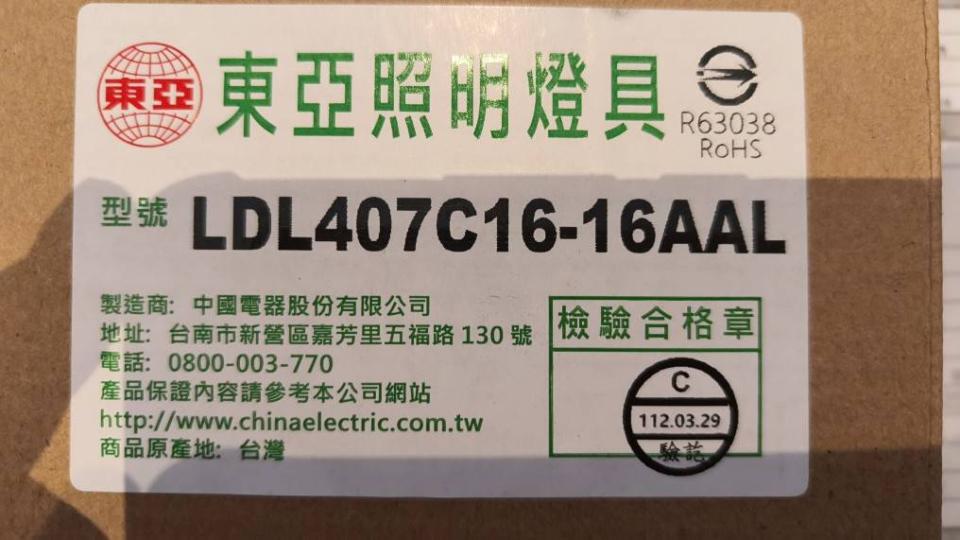 東亞
東亞照明燈具
R63038
RoHS
型號 LDL407C16-16AAL
製造商: 中國電器股份有限公司
地址: 台南市新營區嘉芳里五福路 130 號
電話: 0800-003-770
產品保證內容請參考本公司網站
http://www.chinaelectric.com.tw
商品原產地: 台灣
檢驗合格章
C
112.03.29
驗訖